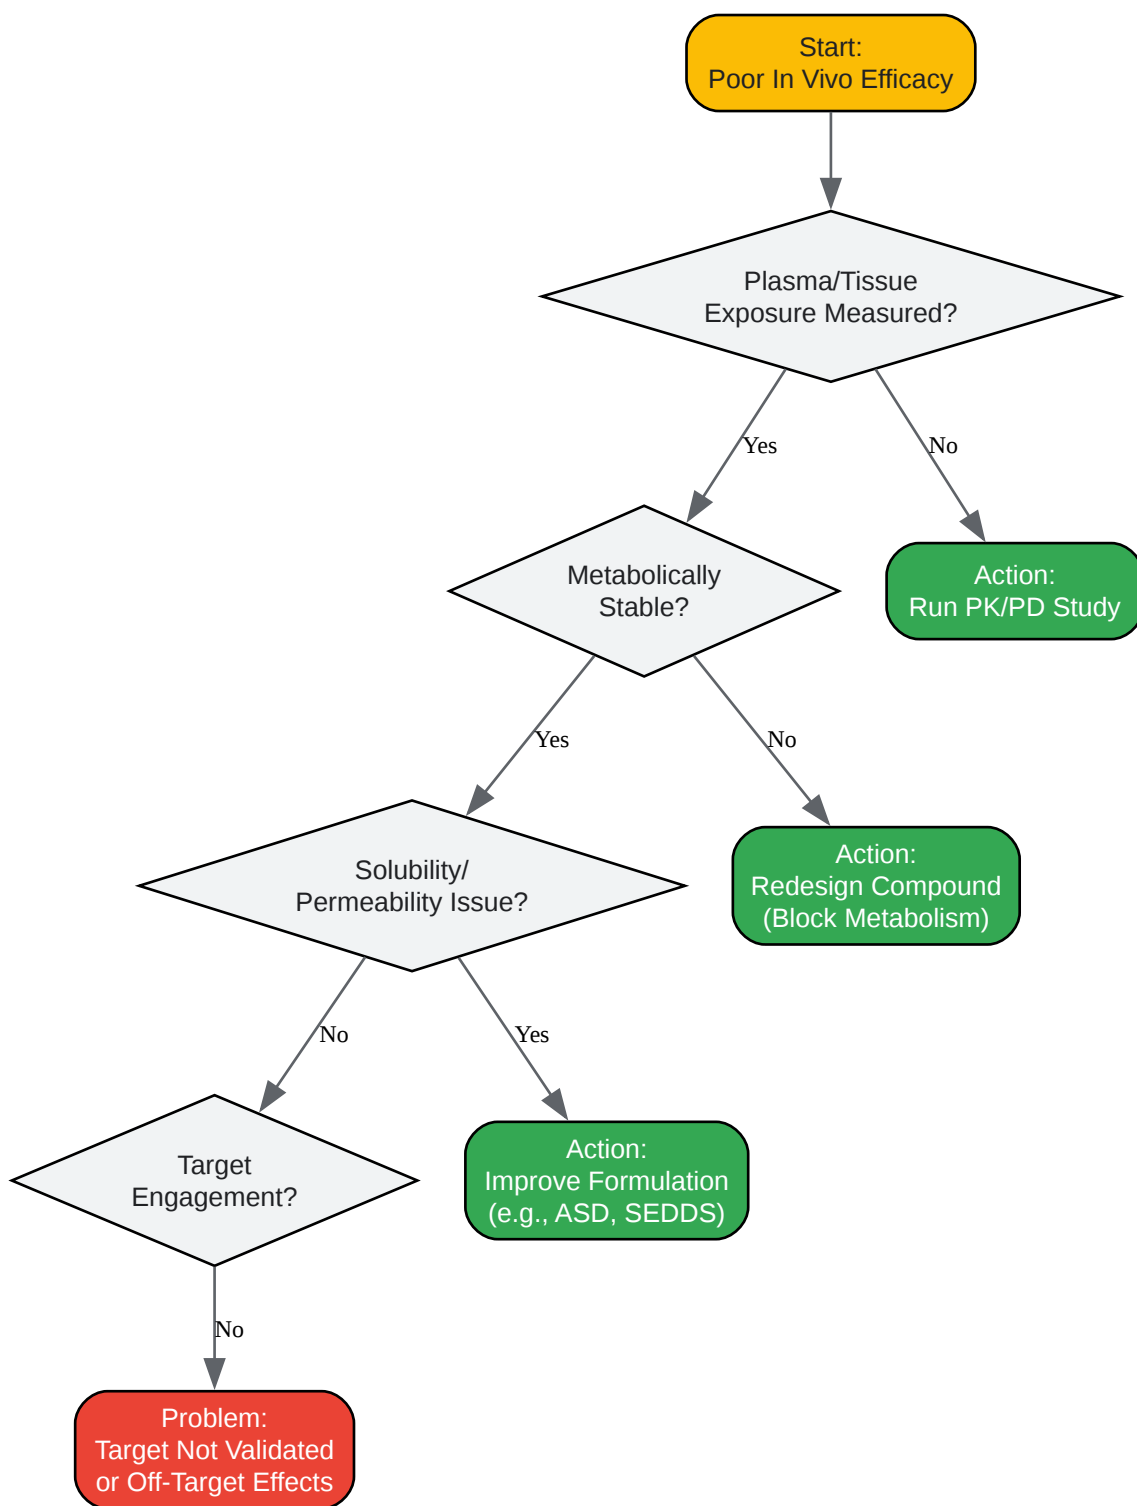 Start:
Poor In Vivo Efficacy
Plasma/Tissue
Exposure Measured?
Yes
No
Metabolically
Stable?
Action:
Run PK/PD Study
Yes
No
Solubility/
Permeability Issue?
Action:
Redesign Compound
(Block Metabolism)
No
Yes
Target
Engagement?
Action:
Improve Formulation
(e.g., ASD, SEDDS)
No
Problem:
Target Not Validated
or Off-Target Effects